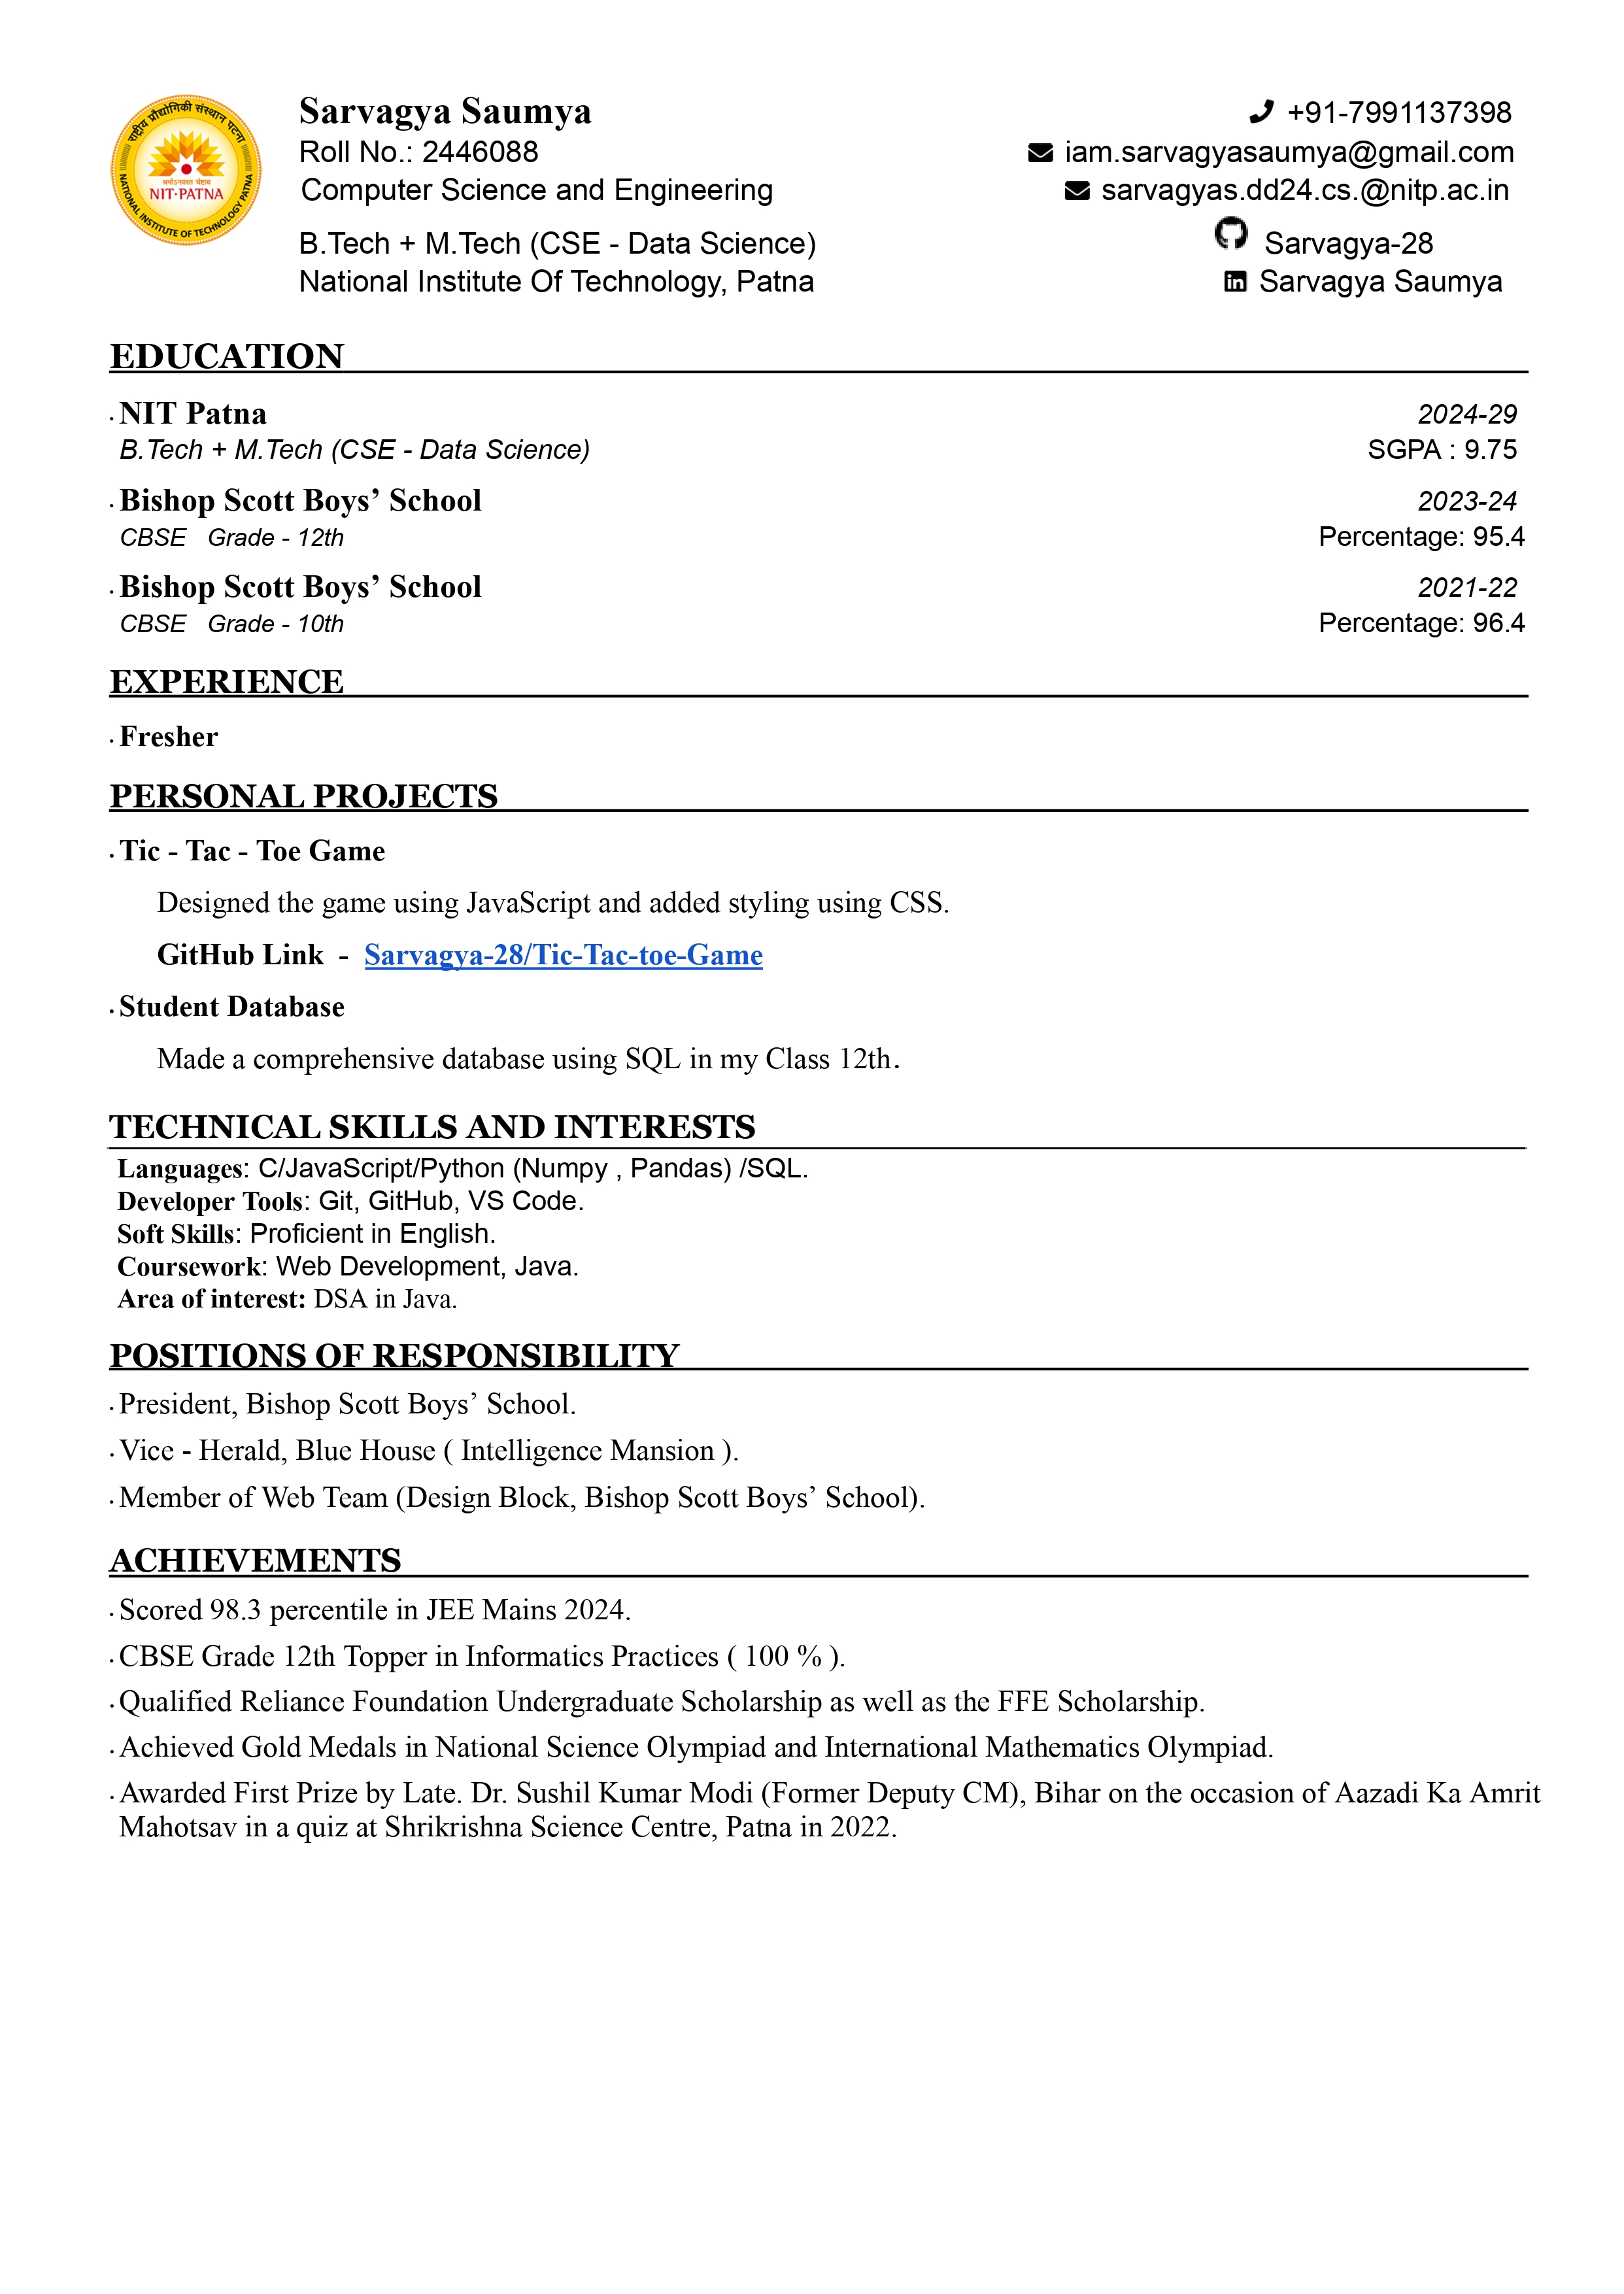 राष्ट्रीय प्रौद्योगिकी संस्थान पटना
NIT-PATNA
NATIONAL INSTITUTE OF TECHNOLOGY PATNA
Sarvagya Saumya
+91-7991137398
Roll No.: 2446088
iam.sarvagyasaumya@gmail.com
Computer Science and Engineering
sarvagyas.dd24.cs.@nitp.ac.in
B.Tech + M.Tech (CSE - Data Science)
Sarvagya-28
National Institute Of Technology, Patna
in Sarvagya Saumya
EDUCATION
NIT Patna 2024-29
B.Tech + M.Tech (CSE - Data Science) SGPA : 9.75
Bishop Scott Boys’ School 2023-24
CBSE Grade - 12th Percentage: 95.4
Bishop Scott Boys’ School 2021-22
CBSE Grade - 10th Percentage: 96.4
EXPERIENCE
Fresher
PERSONAL PROJECTS
Tic - Tac - Toe Game
Designed the game using JavaScript and added styling using CSS.
GitHub Link - Sarvagya-28/Tic-Tac-toe-Game
Student Database
Made a comprehensive database using SQL in my Class 12th.
TECHNICAL SKILLS AND INTERESTS
Languages: C/JavaScript/Python (Numpy , Pandas) /SQL.
Developer Tools: Git, GitHub, VS Code.
Soft Skills: Proficient in English.
Coursework: Web Development, Java.
Area of interest: DSA in Java.
POSITIONS OF RESPONSIBILITY
President, Bishop Scott Boys’ School.
Vice - Herald, Blue House ( Intelligence Mansion ).
Member of Web Team (Design Block, Bishop Scott Boys’ School).
ACHIEVEMENTS
Scored 98.3 percentile in JEE Mains 2024.
CBSE Grade 12th Topper in Informatics Practices ( 100 % ).
Qualified Reliance Foundation Undergraduate Scholarship as well as the FFE Scholarship.
Achieved Gold Medals in National Science Olympiad and International Mathematics Olympiad.
Awarded First Prize by Late. Dr. Sushil Kumar Modi (Former Deputy CM), Bihar on the occasion of Aazadi Ka Amrit
Mahotsav in a quiz at Shrikrishna Science Centre, Patna in 2022.